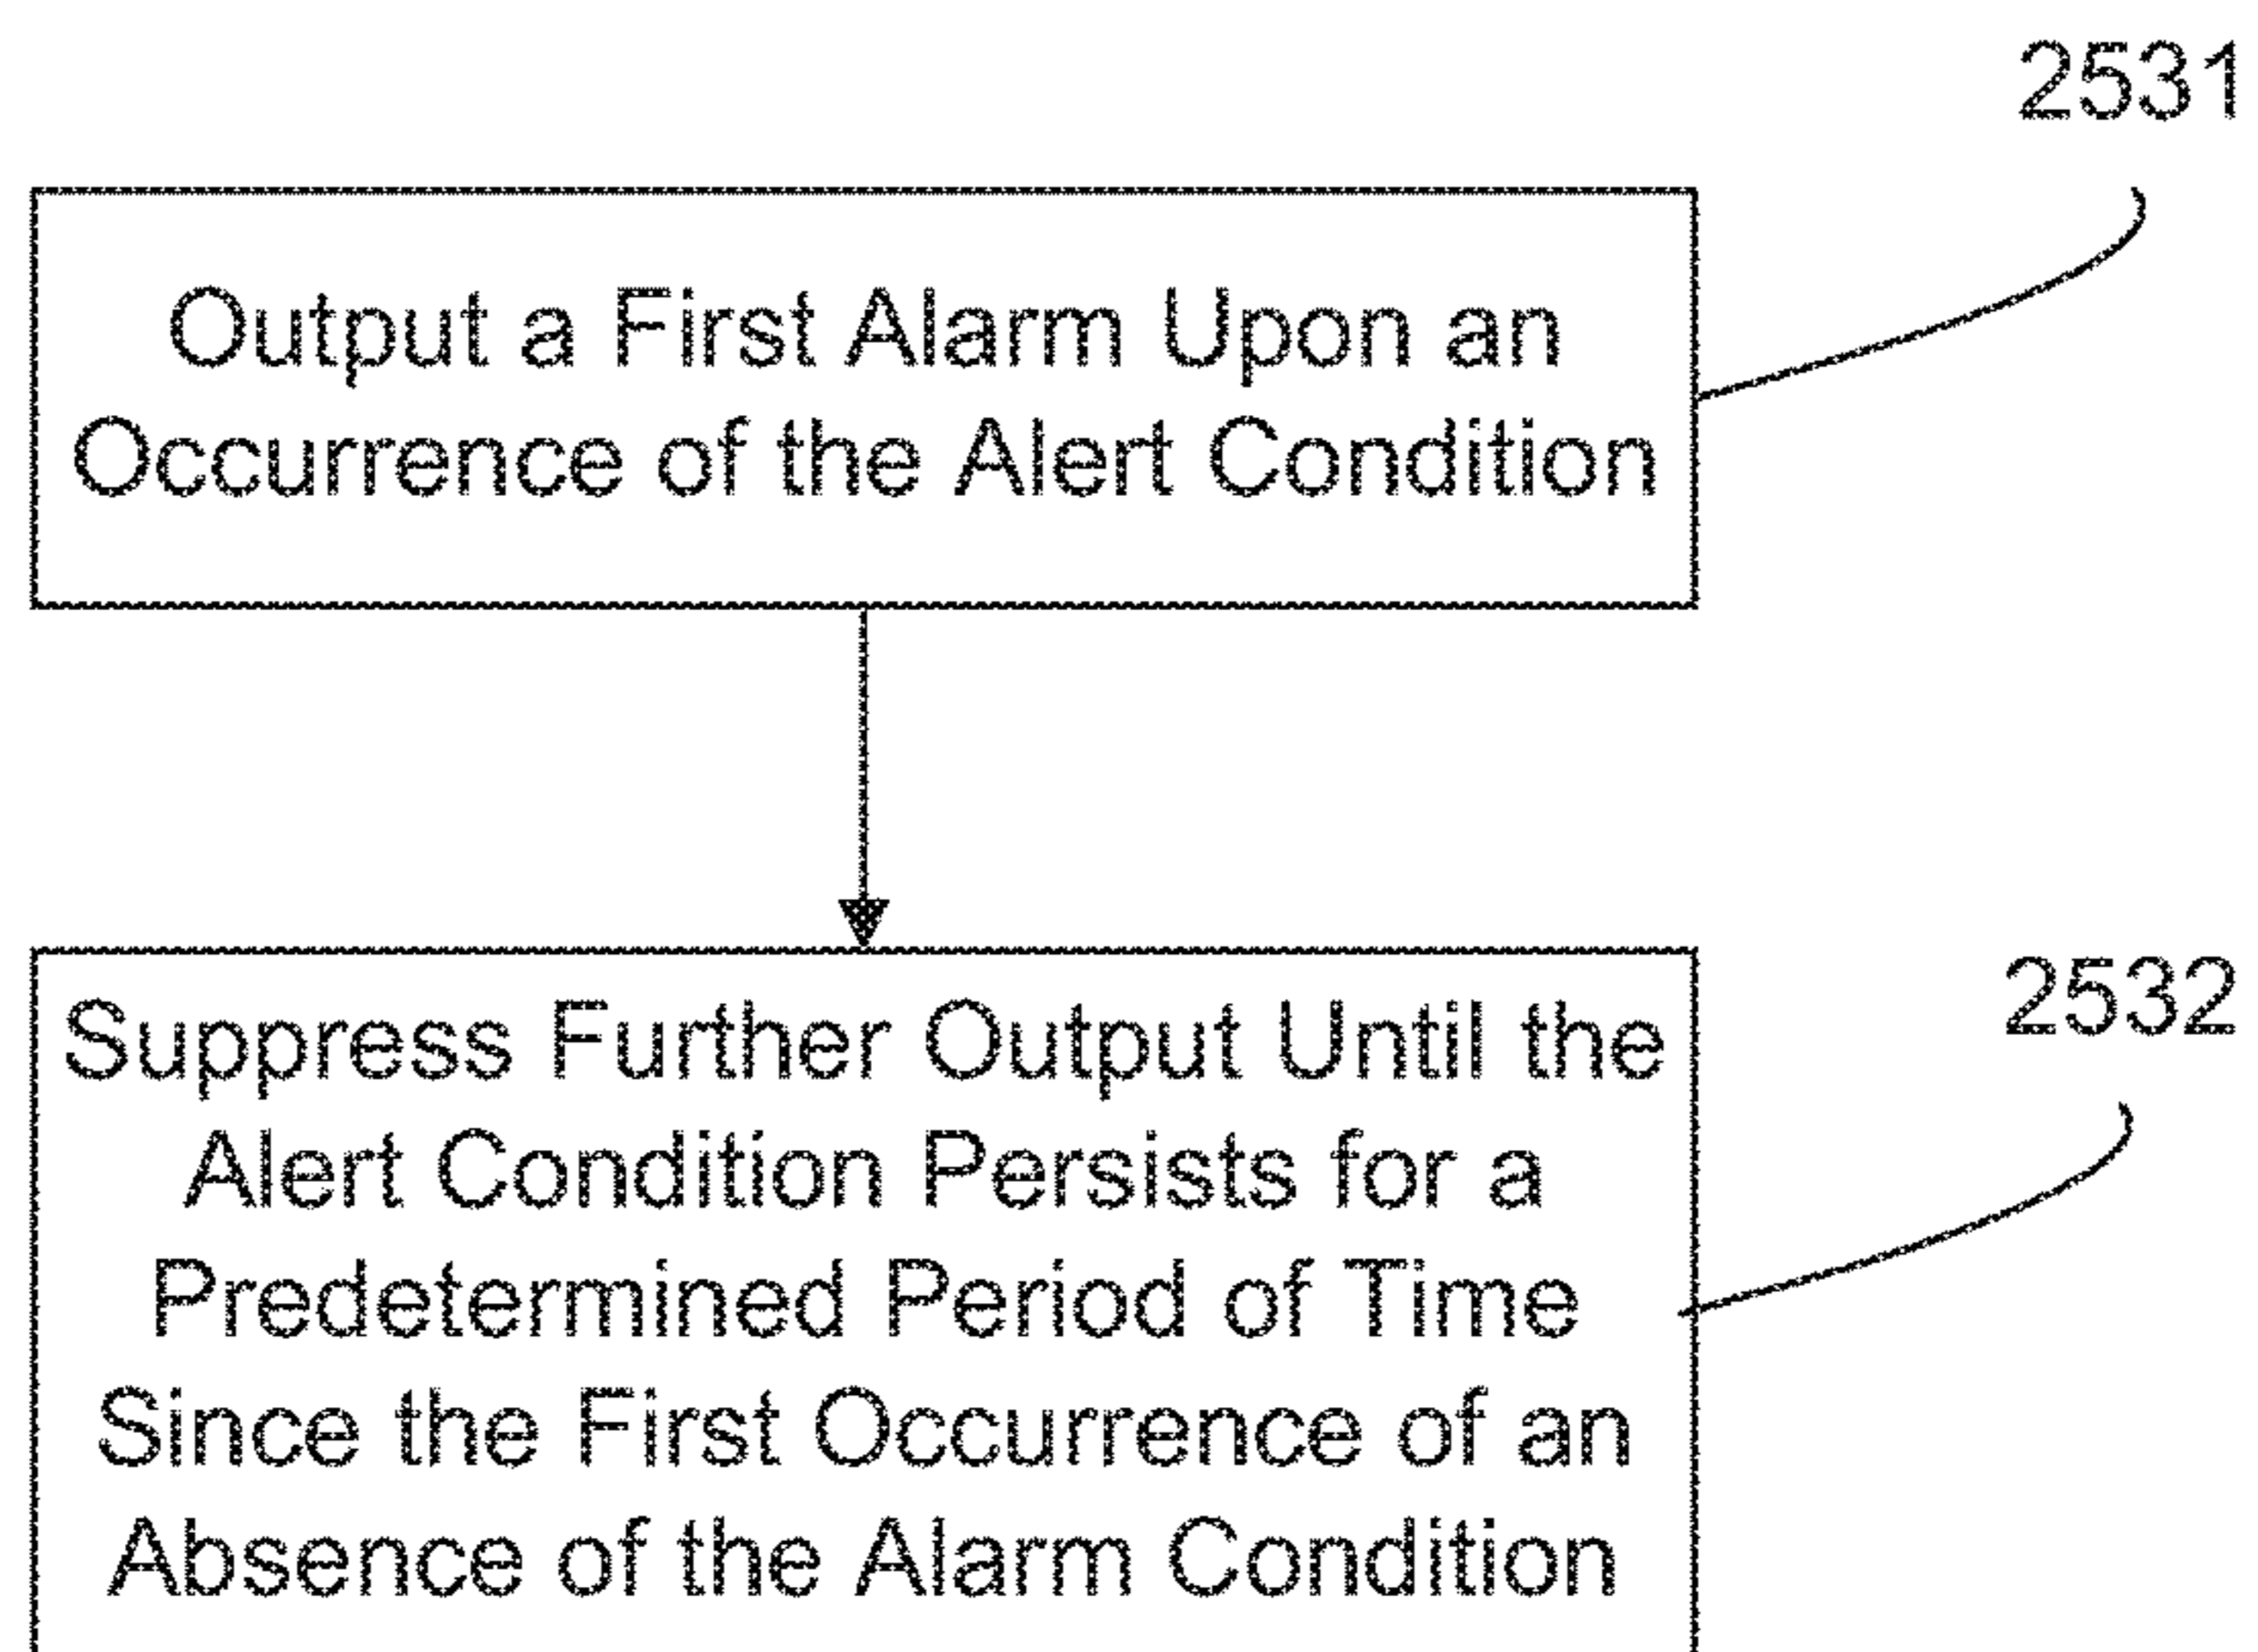 2531
Output a First Alarm Upon an
Occurrence of the Alert Condition
2532
Suppress Further Output Until the
Alert Condition Persists for a
Predetermined Period of Time
Since the First Occurrence of an
Absence of the Alarm Condition